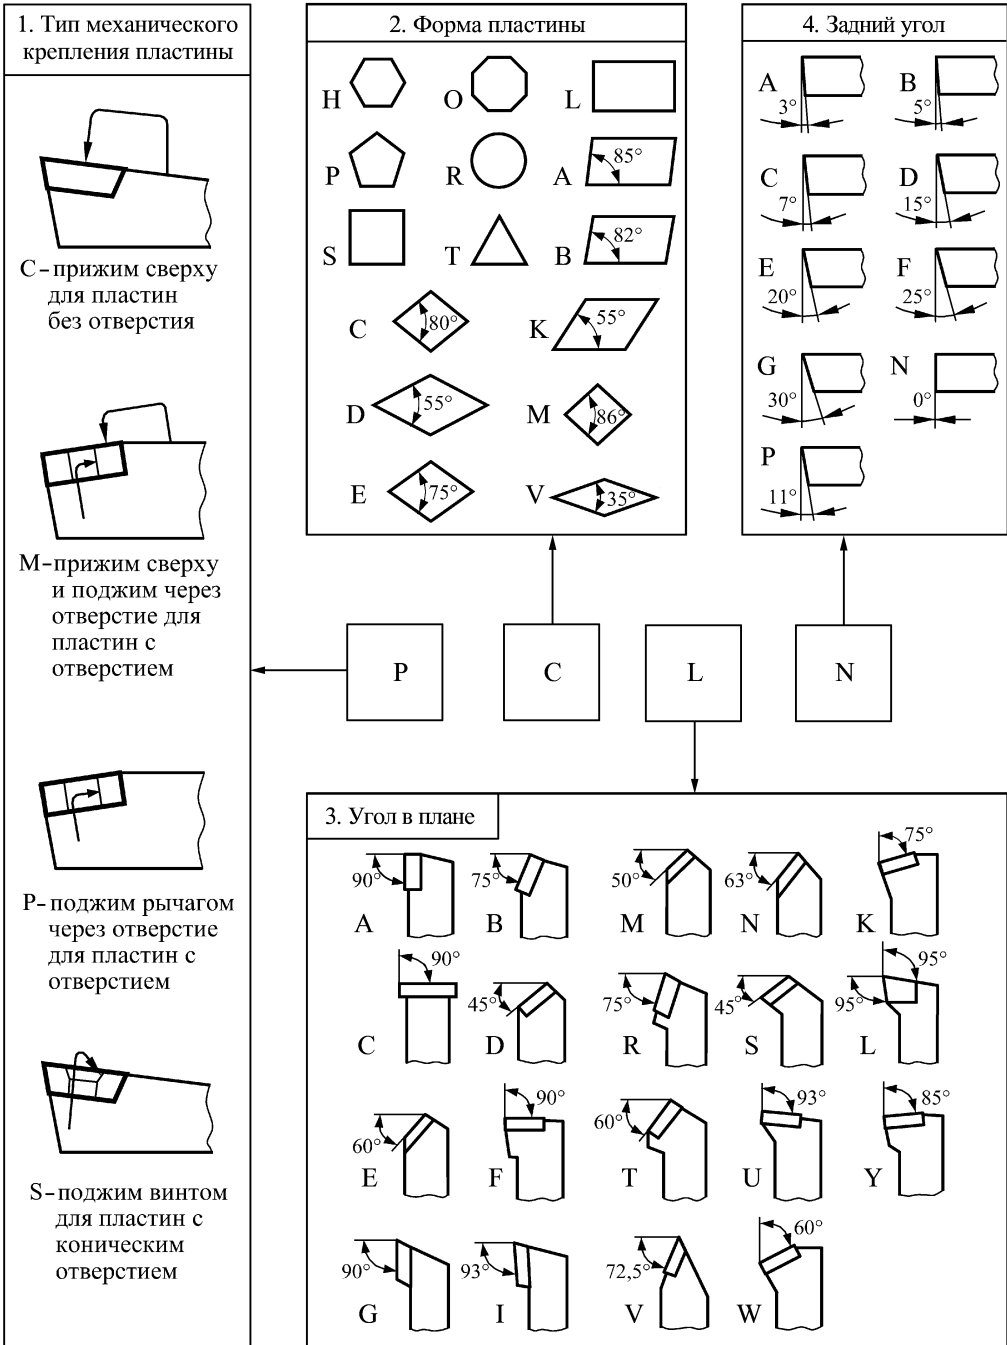 1. Тип механического
крепления пластины
C – прижим сверху
для пластин
без отверстия
M – прижим сверху
и поджим через
отверстие для
пластин с
отверстием
P – поджим рычагом
через отверстие
для пластин с
отверстием
S – поджим винтом
для пластин с
коническим
отверстием
2. Форма пластины
H O L
P R A 85°
S T B 82°
C 80° K 55°
D 55° M 86°
E 75° V 35°
4. Задний угол
A 3° B 5°
C 7° D 15°
E 20° F 25°
G 30° N 0°
P 11°
P C L N
3. Угол в плане
90° 75° 50° 63° 75°
A B M N K
90° 45° 75° 45° 95° 95°
C D R S L
60° 90° 60° 93° 85°
E F T U Y
90° 93° 72,5° 60°
G I V W